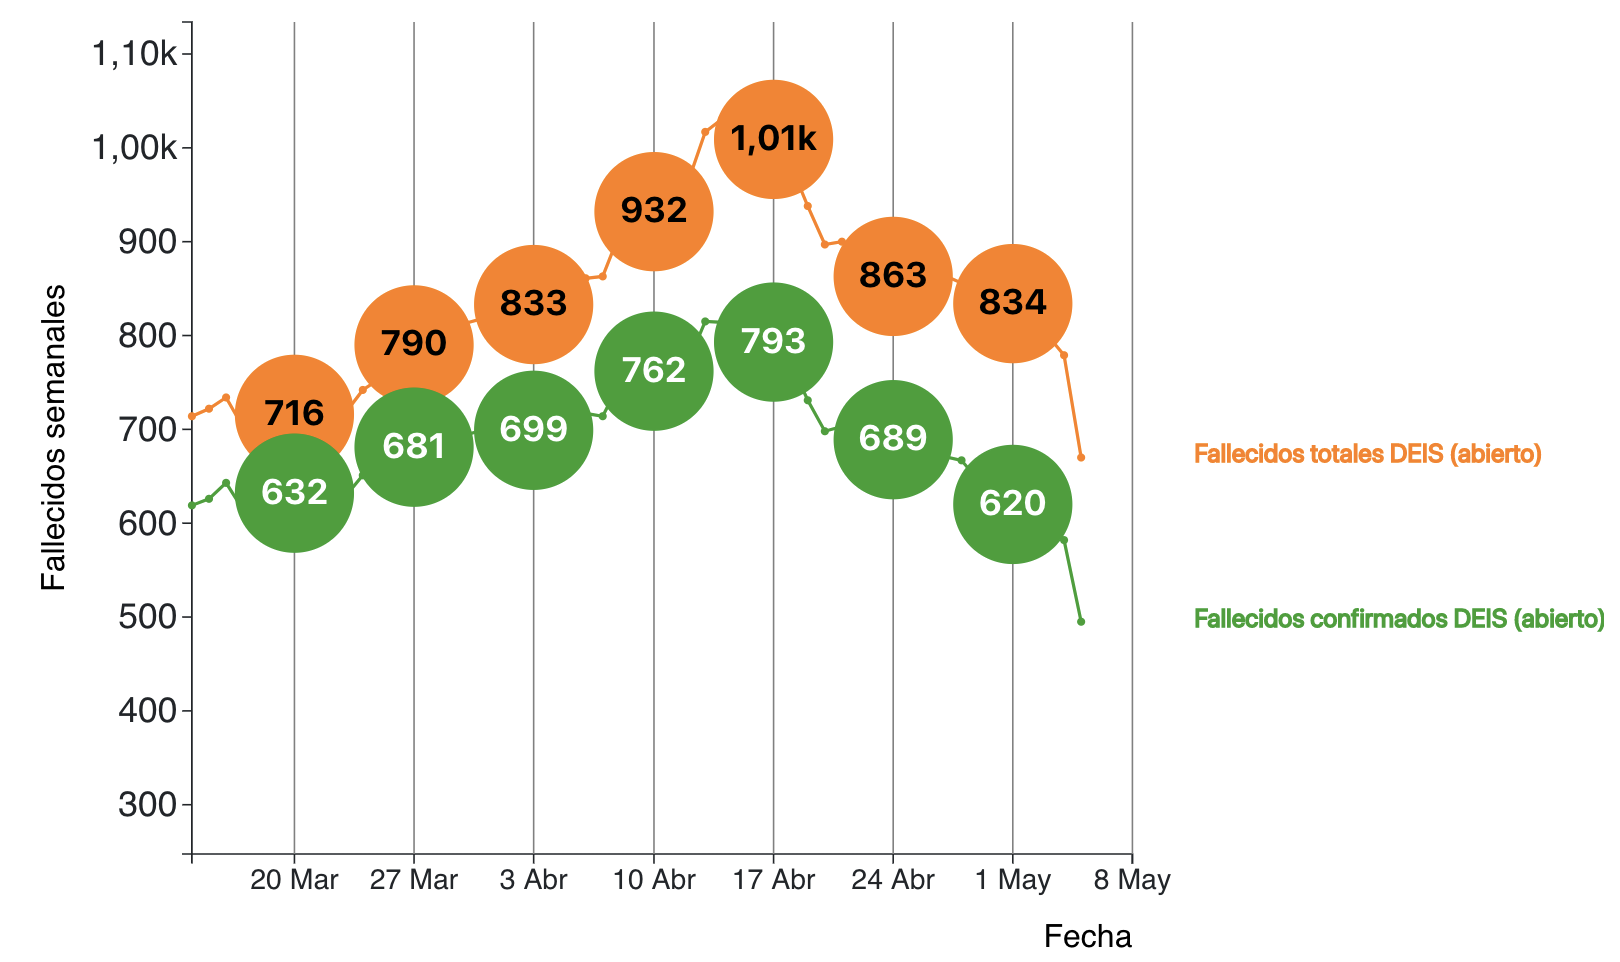 1,10k
1,00k
900
800
700
600
500
400
300
Fallecidos semanales
1,01k
932
863
834
833
790
716
793
762
699
689
681
632
620
Fallecidos totales DEIS (abierto)
Fallecidos confirmados DEIS (abierto)
20 Mar 27 Mar 3 Abr 10 Abr 17 Abr 24 Abr 1 May 8 May
Fecha